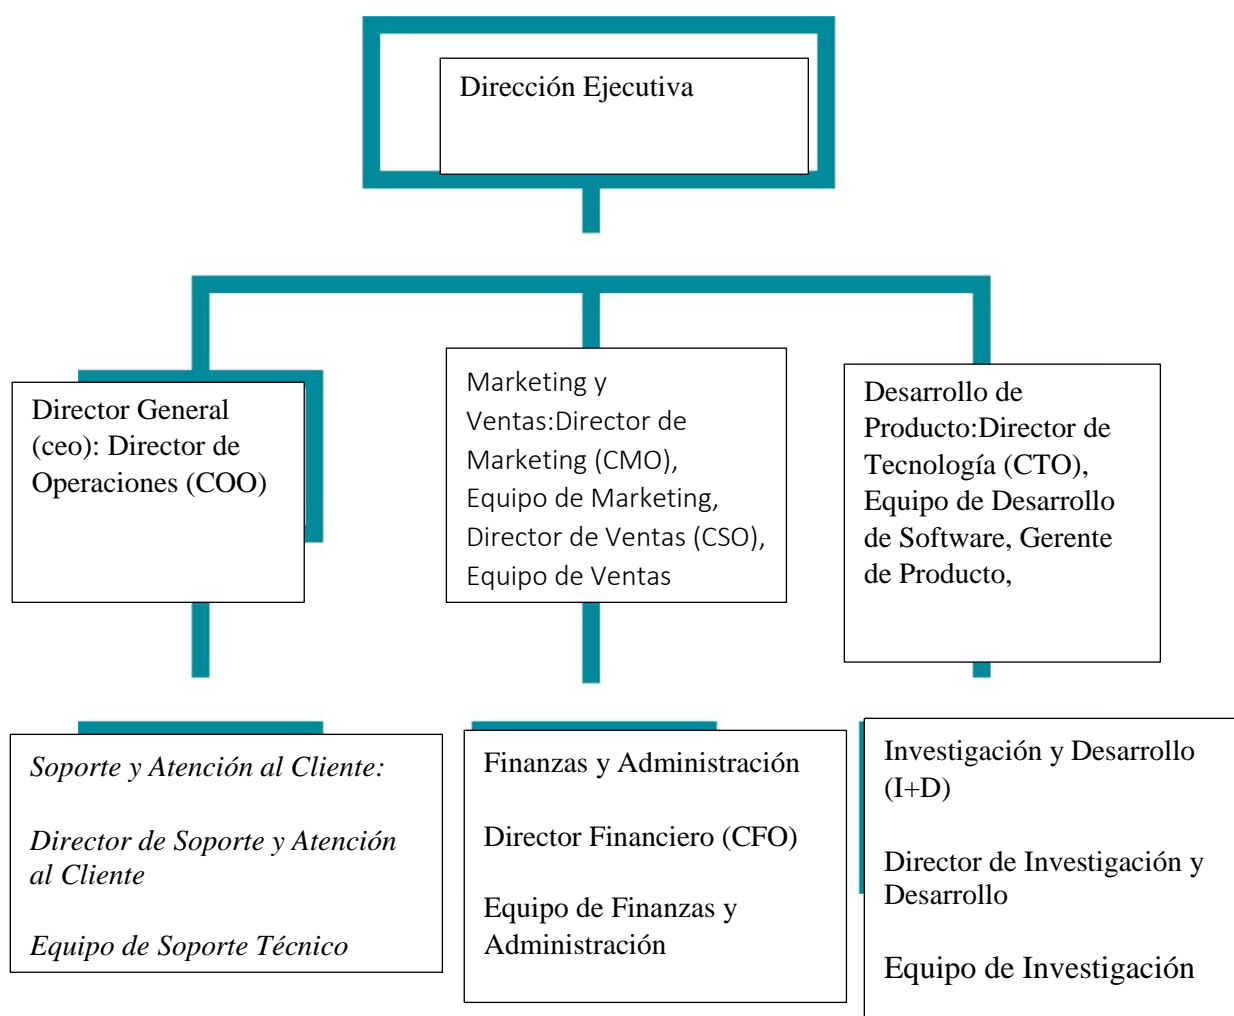 Dirección Ejecutiva
Director General
(ceo): Director de
Operaciones (COO)
Marketing y
Ventas:Director de
Marketing (CMO),
Equipo de Marketing,
Director de Ventas (CSO),
Equipo de Ventas
Desarrollo de
Producto:Director de
Tecnología (CTO),
Equipo de Desarrollo
de Software, Gerente
de Producto,
Soporte y Atención al Cliente:
Director de Soporte y Atención
al Cliente
Equipo de Soporte Técnico
Finanzas y Administración
Director Financiero (CFO)
Equipo de Finanzas y
Administración
Investigación y Desarrollo
(I+D)
Director de Investigación y
Desarrollo
Equipo de Investigación